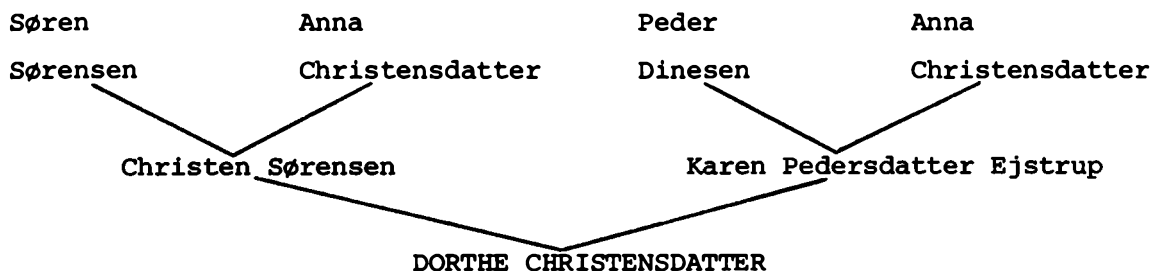 Søren Anna Peder Anna
Sørensen Christensdatter Dinesen Christensdatter
Christen Sørensen Karen Pedersdatter Ejstrup
DORTHE CHRISTENSDATTER